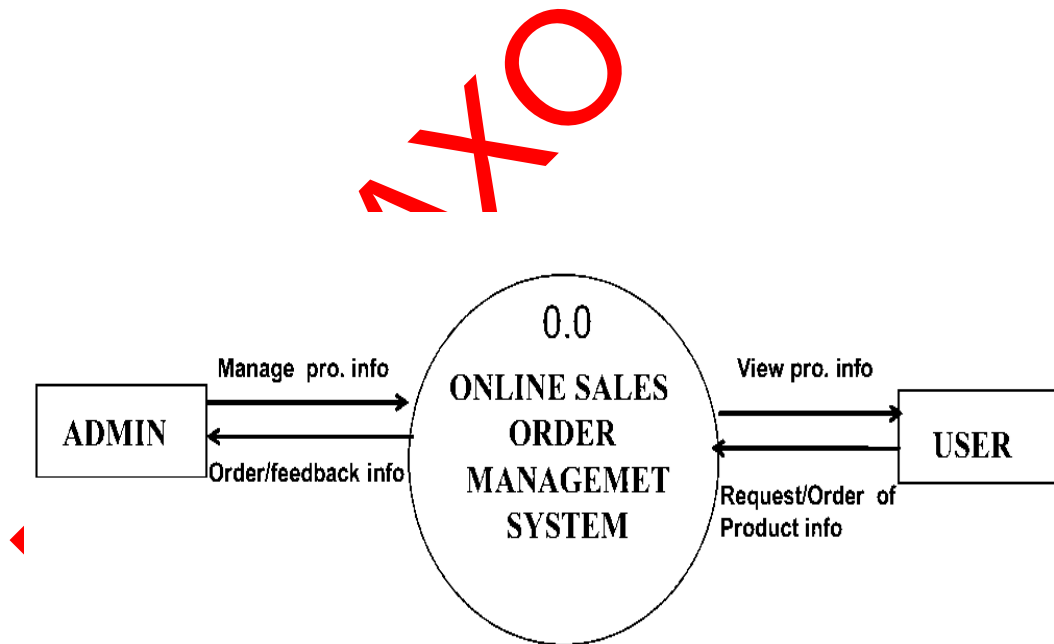 AXO
0.0
ONLINE SALES
ORDER
MANAGEMET
SYSTEM
Manage pro. info
ADMIN
Order/feedback info
View pro. info
USER
Request/Order of
Product info